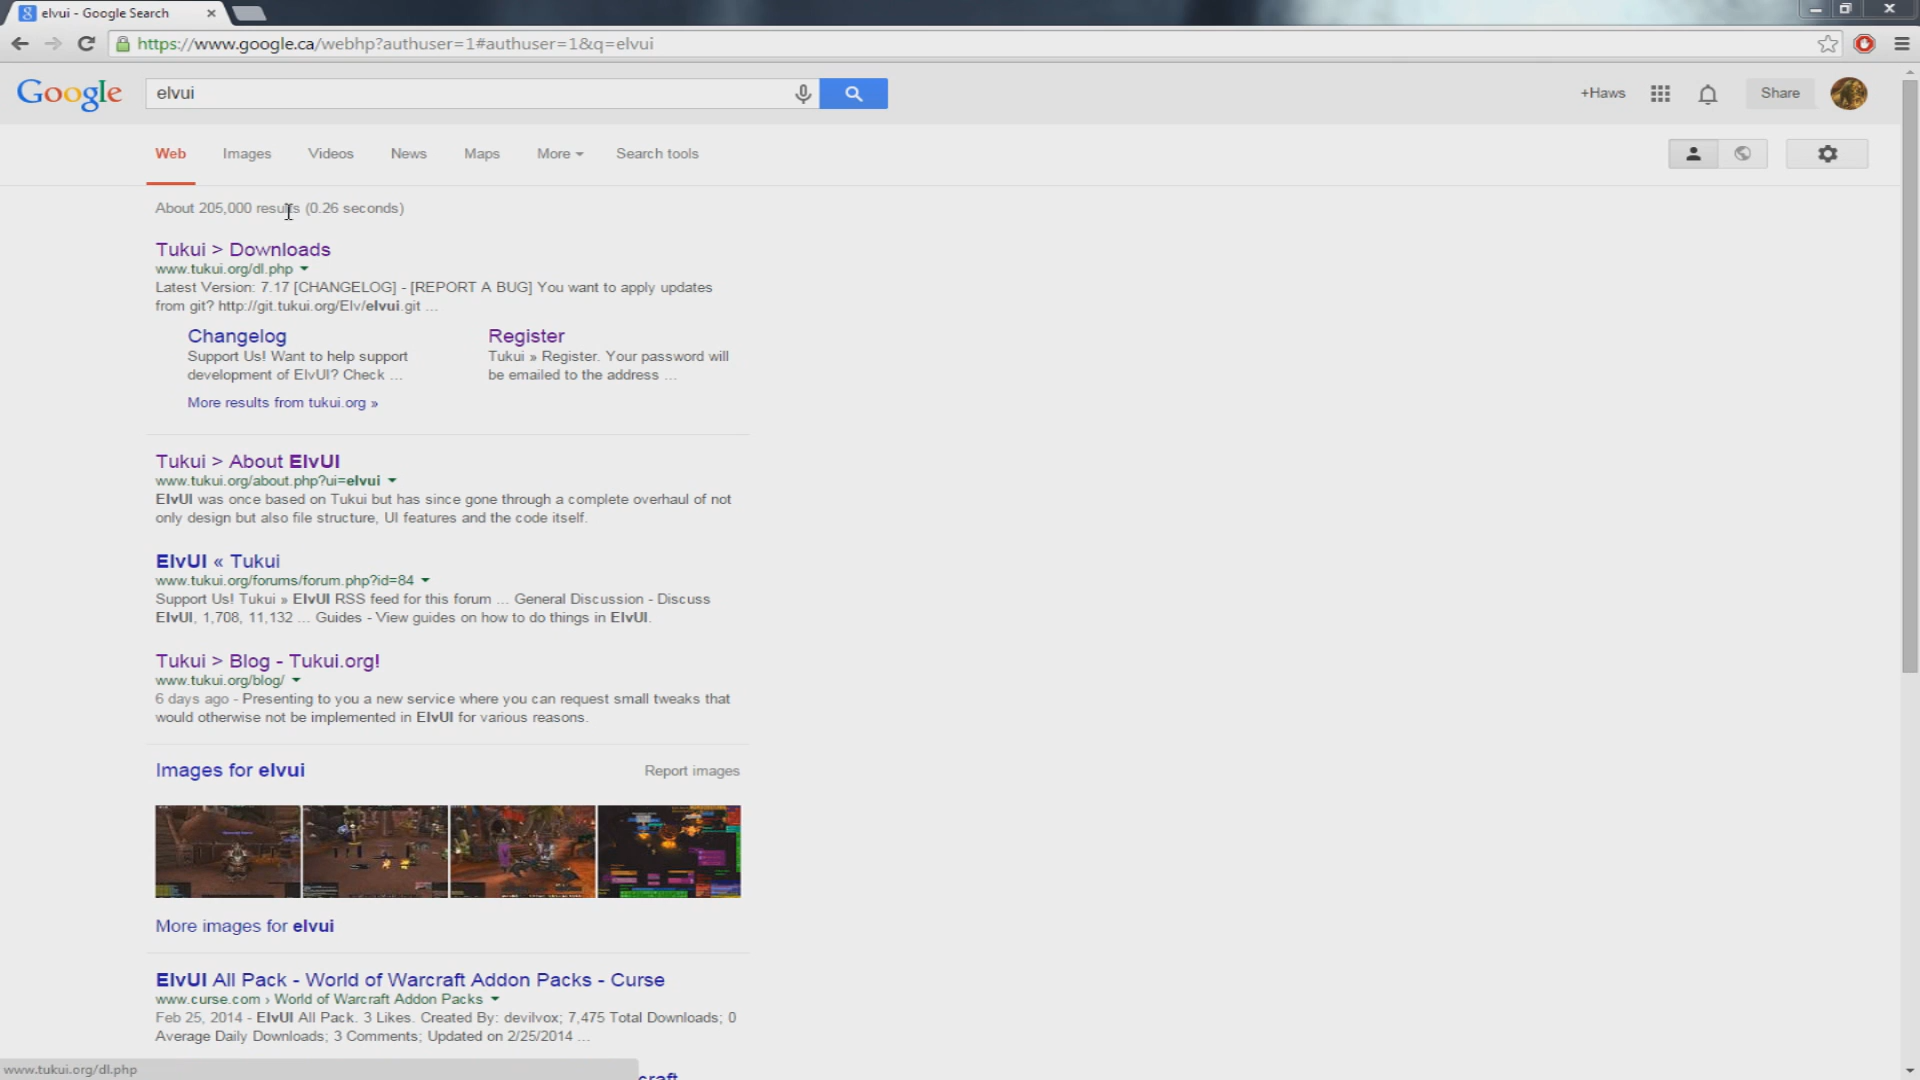 elvui - Google Search
https://www.google.ca/webhp?authuser=1#authuser=1&q=elvui
Google
elvui
+Haws
Share
Web
Images
Videos
News
Maps
More
Search tools
About 205,000 results (0.26 seconds)
Tukui > Downloads
www.tukui.org/dl.php
Latest Version: 7.17 [CHANGELOG] - [REPORT A BUG] You want to apply updates
from git? http://git.tukui.org/Elv/elvui.git ...
Changelog
Support Us! Want to help support
development of ElvUI? Check ...
Register
Tukui » Register. Your password will
be emailed to the address ...
More results from tukui.org »
Tukui > About ElvUI
www.tukui.org/about.php?ui=elvui
ElvUI was once based on Tukui but has since gone through a complete overhaul of not
only design but also file structure, UI features and the code itself.
ElvUI « Tukui
www.tukui.org/forums/forum.php?id=84
Support Us! Tukui » ElvUI RSS feed for this forum ... General Discussion - Discuss
ElvUI, 1,708, 11,132 ... Guides - View guides on how to do things in ElvUI.
Tukui > Blog - Tukui.org!
www.tukui.org/blog/
6 days ago - Presenting to you a new service where you can request small tweaks that
would otherwise not be implemented in ElvUI for various reasons.
Images for elvui
Report images
More images for elvui
ElvUI All Pack - World of Warcraft Addon Packs - Curse
www.curse.com › World of Warcraft Addon Packs
Feb 25, 2014 - ElvUI All Pack. 3 Likes. Created By: devilvox; 7,475 Total Downloads; 0
Average Daily Downloads; 3 Comments; Updated on 2/25/2014 ...
www.tukui.org/dl.php